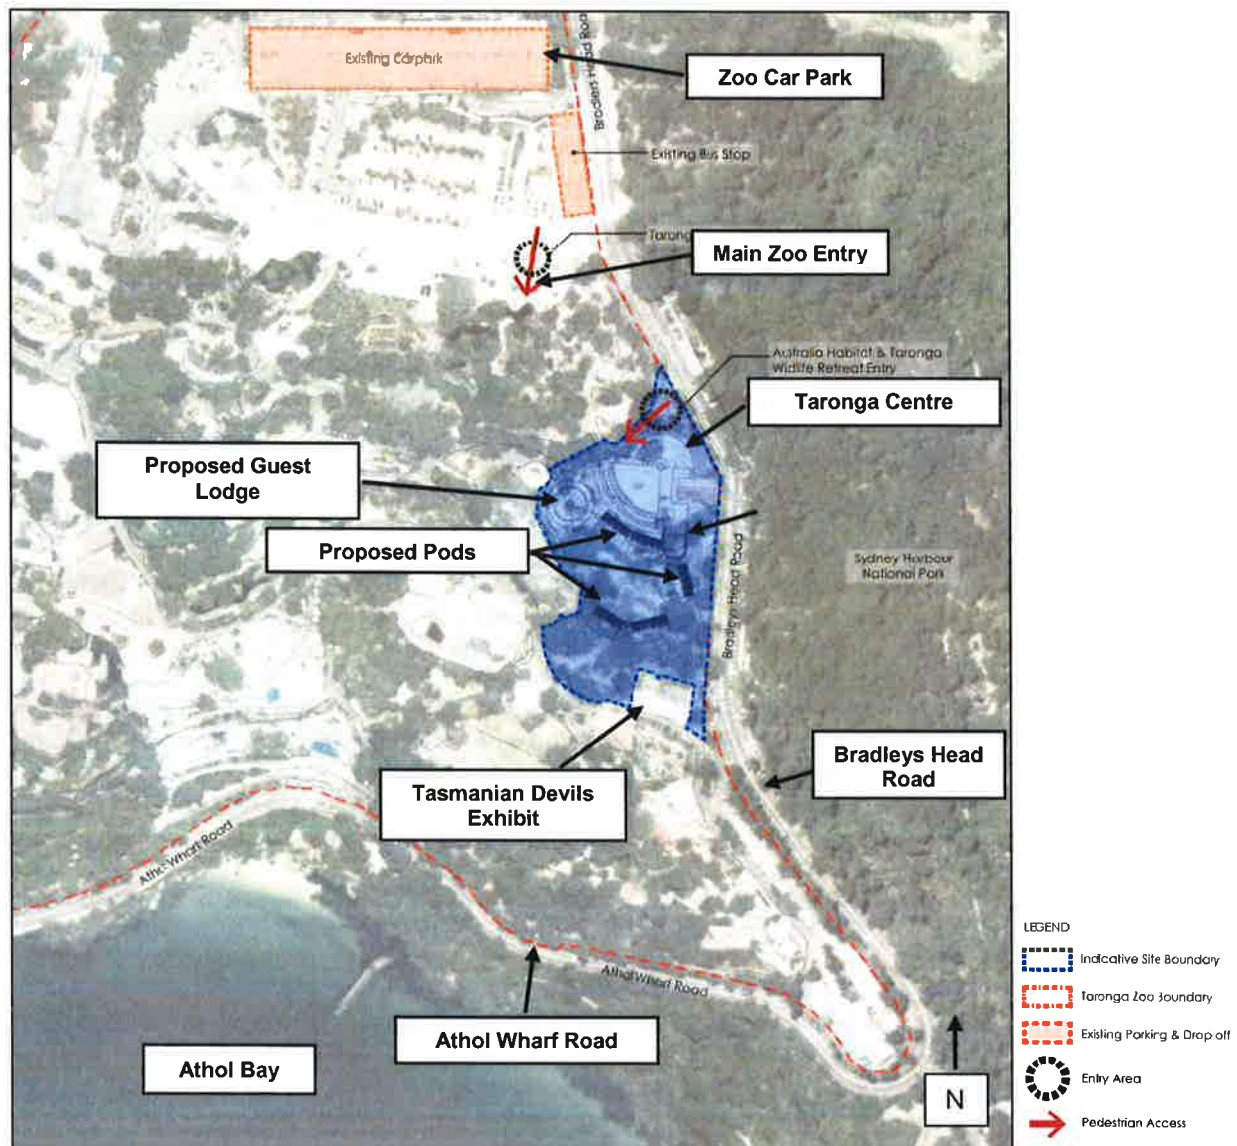 Existing Carpark
Zoo Car Park
Bradleys Head Roa
Existing Bus Stop
Tarong
Main Zoo Entry
Australia Habitat & Taronga
Widlife Retreat Entry
Taronga Centre
Proposed Guest
Lodge
Proposed Pods
Sydney Harbour
National Park
Bradleys Head Road
Bradleys Head
Road
Tasmanian Devils
Exhibit
Athol Wharf Road
Athol Wharf Road
Athol Wharf Road
Athol Bay
N
LEGEND
Indicative Site Boundary
Taronga Zoo Boundary
Existing Parking & Drop off
Entry Area
Pedestrian Access